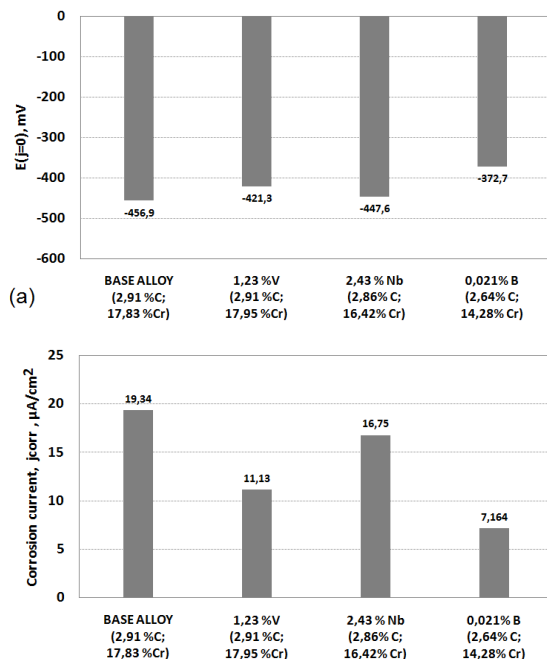 0
-100
-200
-300
-400
-500
-600
E(j=0), mV
-456,9
-421,3
-447,6
-372,7
BASE ALLOY
(2,91 %C;
17,83 %Cr)
1,23 %V
(2,91 %C;
17,95 %Cr)
2,43 % Nb
(2,86% C;
16,42% Cr)
0,021% B
(2,64% C;
14,28% Cr)
(a)
25
20
15
10
5
0
Corrosion current, jcorr , µA/cm²
19,34
11,13
16,75
7,164
BASE ALLOY
(2,91 %C;
17,83 %Cr)
1,23 %V
(2,91 %C;
17,95 %Cr)
2,43 % Nb
(2,86% C;
16,42% Cr)
0,021% B
(2,64% C;
14,28% Cr)